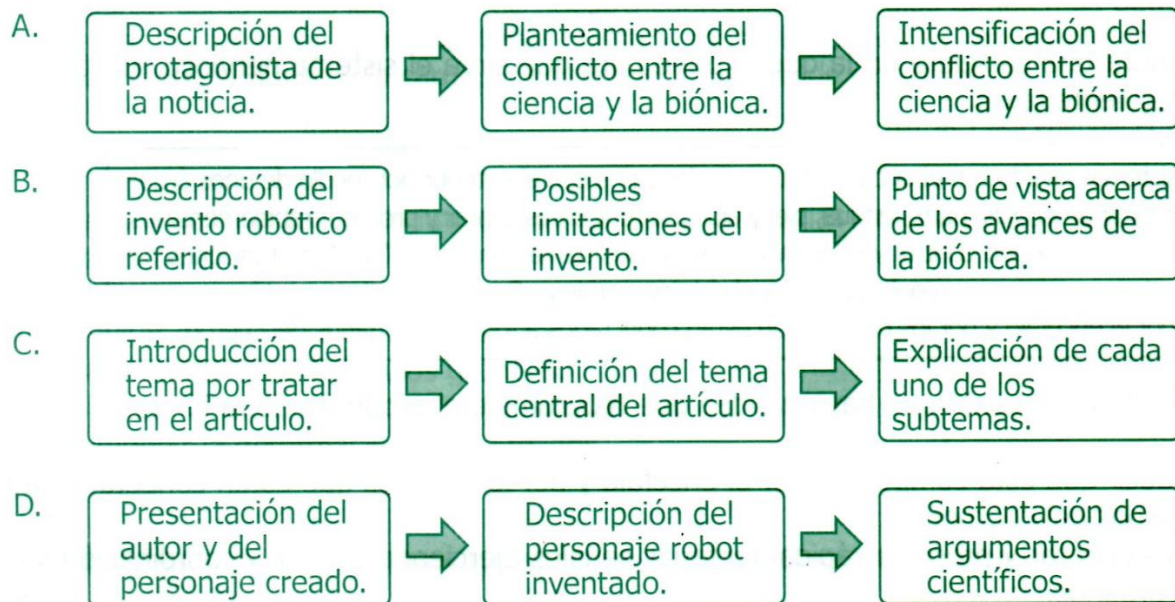 A.
Descripción del
protagonista de
la noticia.
Planteamiento del
conflicto entre la
ciencia y la biónica.
Intensificación del
conflicto entre la
ciencia y la biónica.
B.
Descripción del
invento robótico
referido.
Posibles
limitaciones del
invento.
Punto de vista acerca
de los avances de
la biónica.
C.
Introducción del
tema por tratar
en el artículo.
Definición del tema
central del artículo.
Explicación de cada
uno de los
subtemas.
D.
Presentación del
autor y del
personaje creado.
Descripción del
personaje robot
inventado.
Sustentación de
argumentos
científicos.